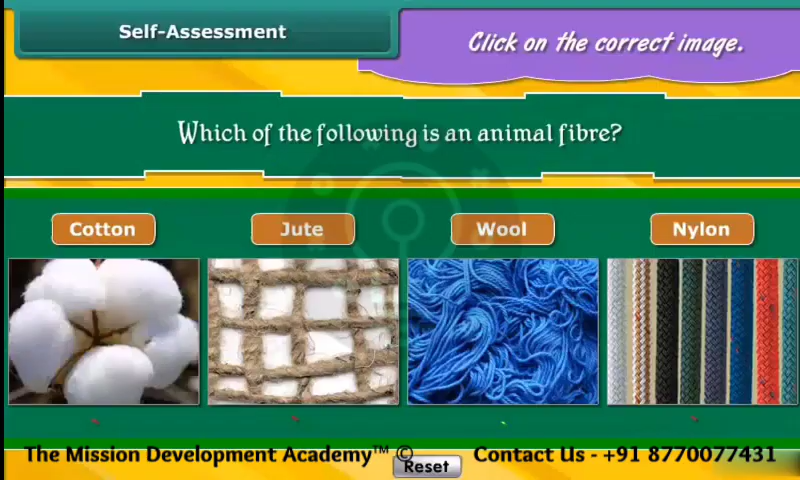 Self-Assessment
Click on the correct image.
Which of the following is an animal fibre?
Cotton
Jute
Wool
Nylon
The Mission Development Academy™ ©
Contact Us - +91 8770077431
Reset